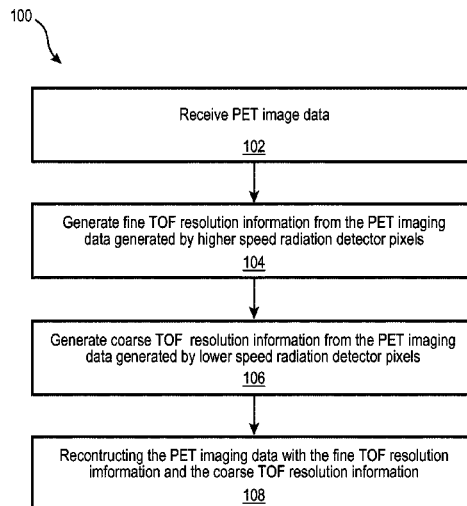 100
Receive PET image data
102
Generate fine TOF resolution information from the PET imaging
data generated by higher speed radiation detector pixels
104
Generate coarse TOF resolution information from the PET imaging
data generated by lower speed radiation detector pixels
106
Recontructing the PET imaging data with the fine TOF resolution
imformation and the coarse TOF resolution information
108